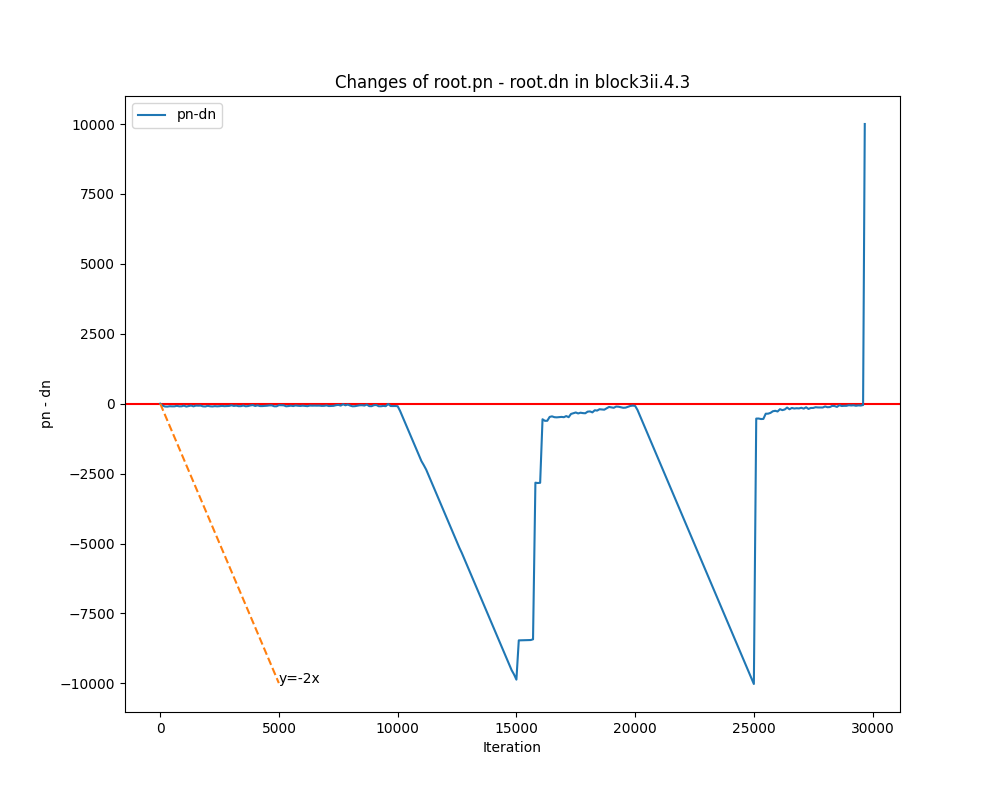 Changes of root.pn - root.dn in block3ii.4.3
pn-dn
10000
7500
5000
2500
0
−2500
−5000
−7500
−10000
pn - dn
y=-2x
0 5000 10000 15000 20000 25000 30000
Iteration